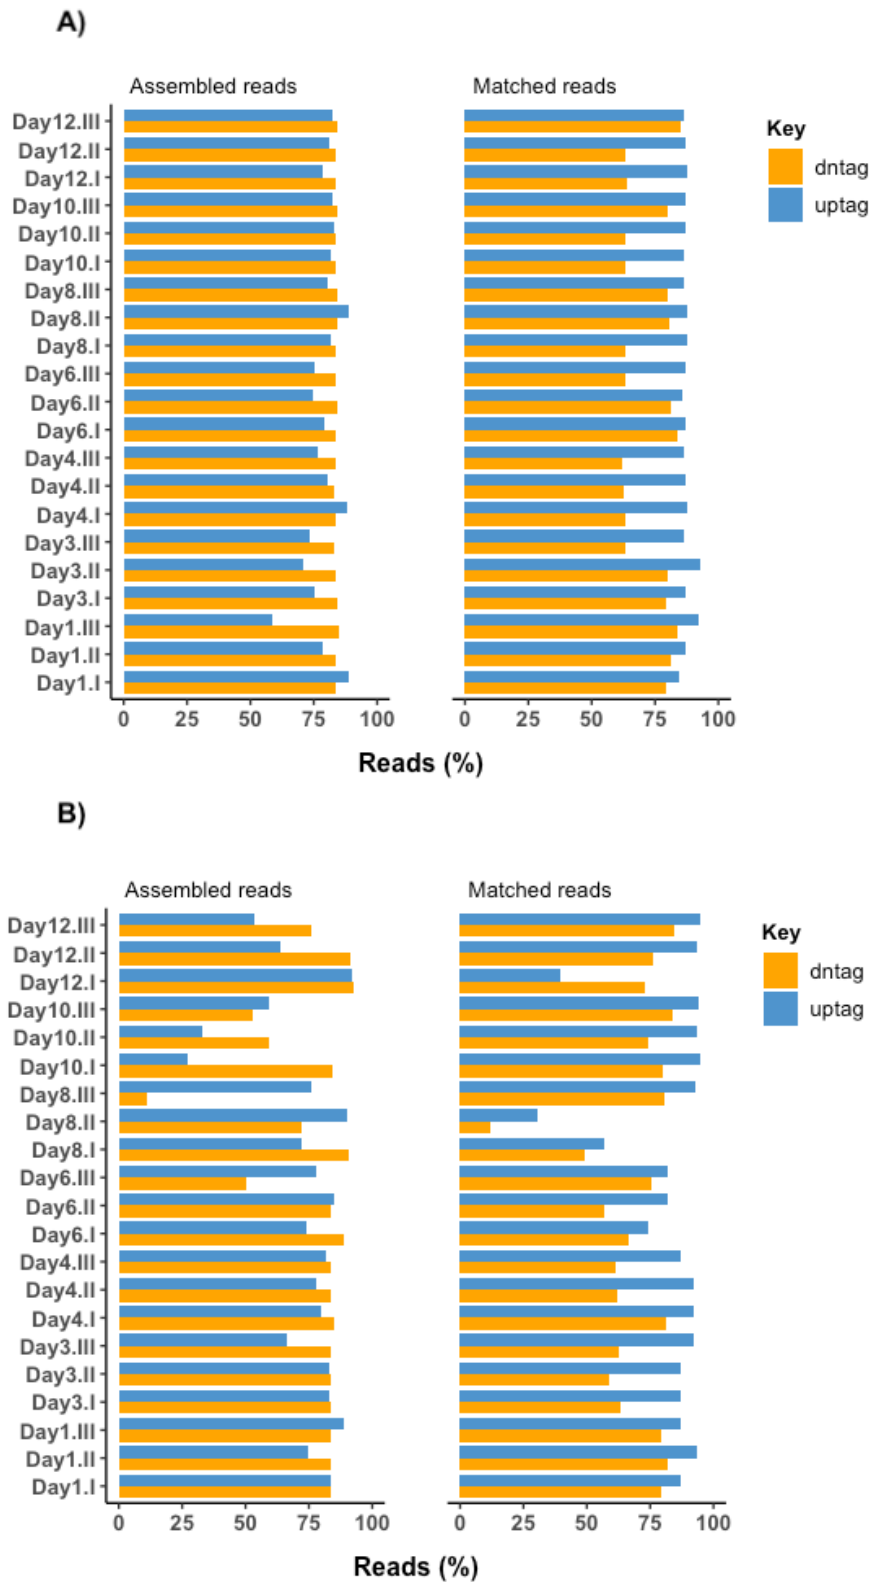 A)
Assembled reads
Matched reads
Day12.III
Day12.II
Day12.I
Day10.III
Day10.II
Day10.I
Day8.III
Day8.II
Day8.I
Day6.III
Day6.II
Day6.I
Day4.III
Day4.II
Day4.I
Day3.III
Day3.II
Day3.I
Day1.III
Day1.II
Day1.I
0 25 50 75 100
0 25 50 75 100
Reads (%)
Key
dntag
uptag
B)
Assembled reads
Matched reads
Day12.III
Day12.II
Day12.I
Day10.III
Day10.II
Day10.I
Day8.III
Day8.II
Day8.I
Day6.III
Day6.II
Day6.I
Day4.III
Day4.II
Day4.I
Day3.III
Day3.II
Day3.I
Day1.III
Day1.II
Day1.I
0 25 50 75 100
0 25 50 75 100
Reads (%)
Key
dntag
uptag